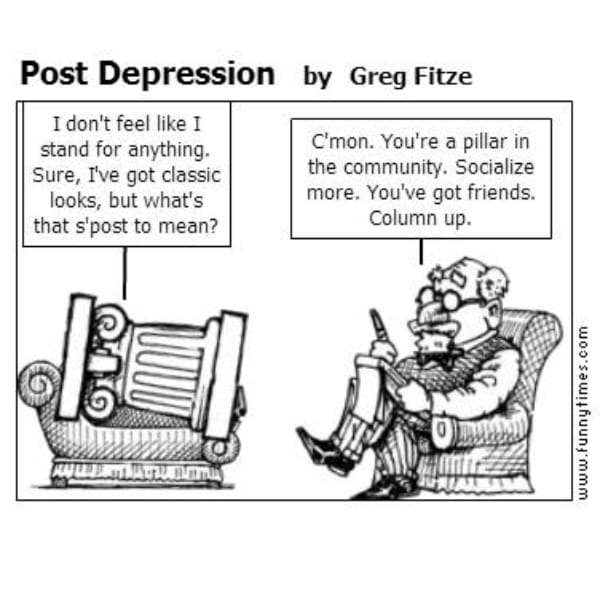 Post Depression by Greg Fitze
I don't feel like I
stand for anything.
Sure, I've got classic
looks, but what's
that s'post to mean?
C'mon. You're a pillar in
the community. Socialize
more. You've got friends.
Column up.
www.funnytimes.com